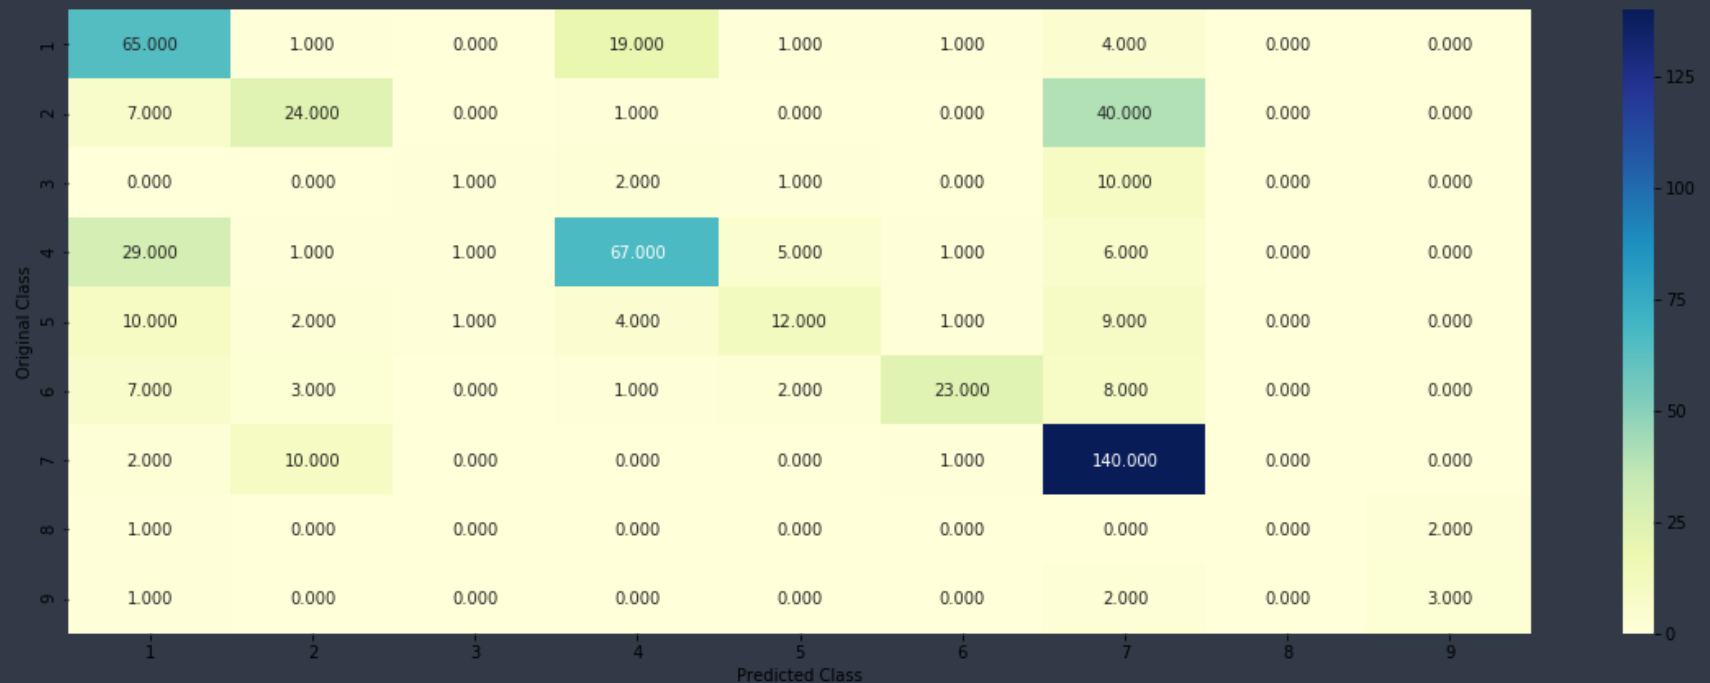 1 65.000 1.000 0.000 19.000 1.000 1.000 4.000 0.000 0.000
2 7.000 24.000 0.000 1.000 0.000 0.000 40.000 0.000 0.000
3 0.000 0.000 1.000 2.000 1.000 0.000 10.000 0.000 0.000
4 29.000 1.000 1.000 67.000 5.000 1.000 6.000 0.000 0.000
5 10.000 2.000 1.000 4.000 12.000 1.000 9.000 0.000 0.000
6 7.000 3.000 0.000 1.000 2.000 23.000 8.000 0.000 0.000
7 2.000 10.000 0.000 0.000 0.000 1.000 140.000 0.000 0.000
8 1.000 0.000 0.000 0.000 0.000 0.000 0.000 0.000 2.000
9 1.000 0.000 0.000 0.000 0.000 0.000 2.000 0.000 3.000
1 2 3 4 5 6 7 8 9
Predicted Class
Original Class
125
100
75
50
25
0